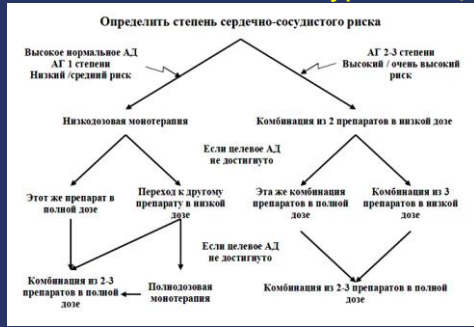 Определить степень сердечно-сосудистого риска
Высокое нормальное АД
АГ 1 степени
Низкий /средний риск
АГ 2-3 степени
Высокий / очень высокий
риск
Низкодозовая монотерапия
Комбинация из 2 препаратов в низкой дозе
Если целевое АД
не достигнуто
Этот же препарат в
полной дозе
Переход к другому
препарату в низкой
дозе
Эта же комбинация
препаратов в полной
дозе
Комбинация из 3
препаратов в низкой
дозе
Если целевое АД
не достигнуто
Комбинация из 2-3
препаратов в полной
дозе
Полнодозовая
монотерапия
Комбинация из 2-3 препаратов в полной
дозе